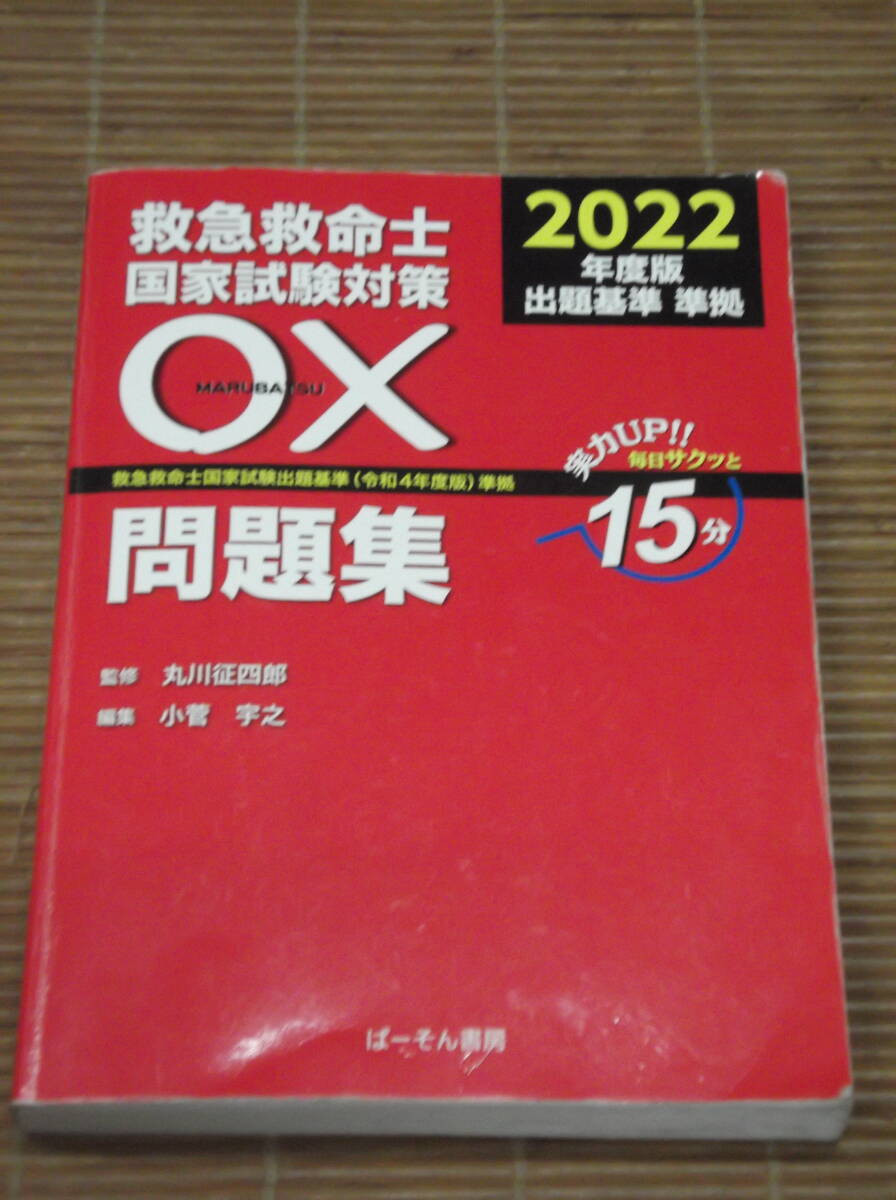 救急救命士
国家試験対策
OX
MARUBATSU
問題集
2022
年度版
出題基準 準拠
救急救命士国家試験出題基準(令和4年度版)準拠
実力UP!!
毎日サクッと
15分
監修 丸川征四郎
編集 小菅 宇之
ぱーそん書房